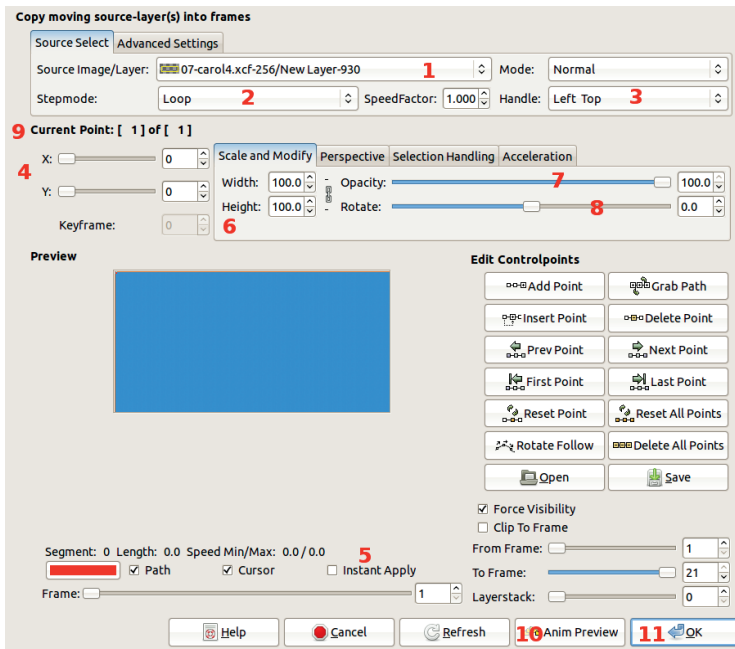 Copy moving source-layer(s) into frames
Source Select Advanced Settings
Source Image/Layer: 07-carol4.xcf-256/New Layer-930 1 Mode: Normal
Stepmode: Loop 2 SpeedFactor: 1.000 Handle: Left Top 3
9 Current Point: [ 1 ] of [ 1 ]
X: 0 Scale and Modify Perspective Selection Handling Acceleration
4
Width: 100.0 Opacity: 7 100.0
Y: 0 Height: 100.0 Rotate: 8 0.0
Keyframe: 0 6
Preview
Edit Controlpoints
Add Point Grab Path
Insert Point Delete Point
Prev Point Next Point
First Point Last Point
Reset Point Reset All Points
Rotate Follow Delete All Points
Open Save
Force Visibility
Clip To Frame
Segment: 0 Length: 0.0 Speed Min/Max: 0.0/0.0 5 From Frame: 1
Path Cursor Instant Apply To Frame: 21
Frame: 1 Layerstack: 0
Help Cancel Refresh 10 Anim Preview 11 OK